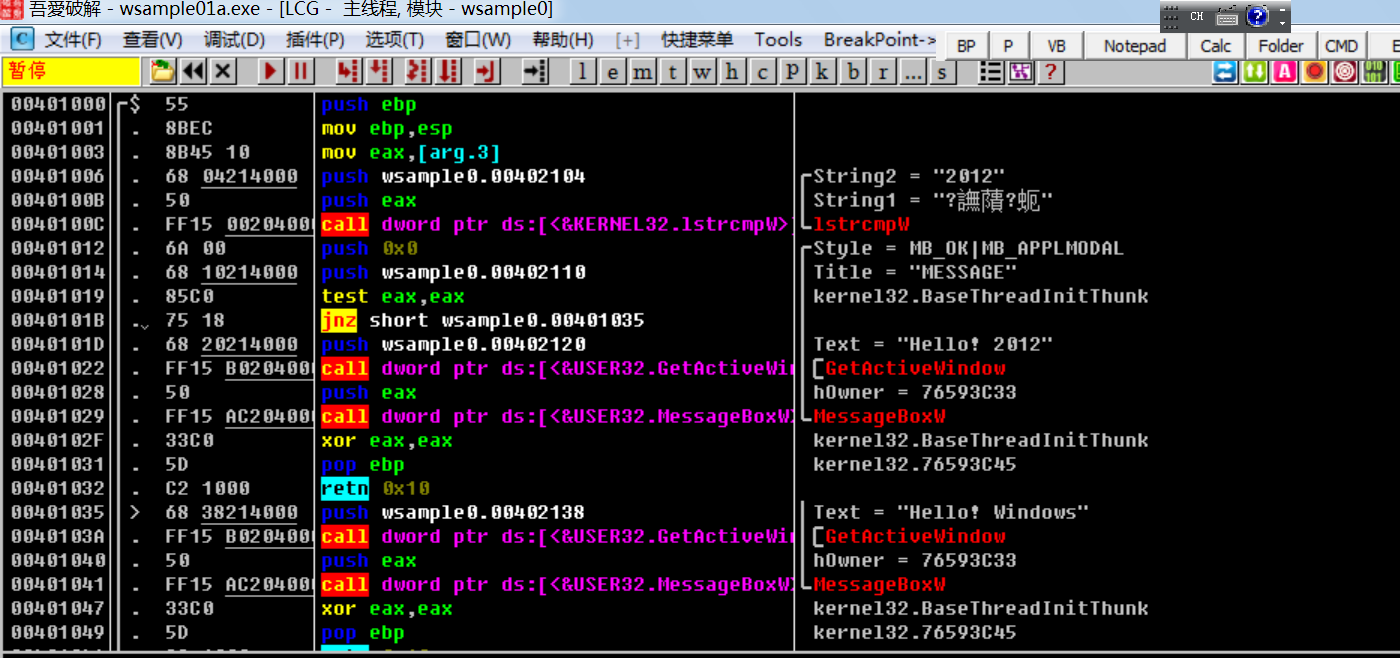 吾愛破解 - wsample01a.exe - [LCG - 主线程, 模块 - wsample0]
CH
文件(F) 查看(V) 调试(D) 插件(P) 选项(T) 窗口(W) 帮助(H) [+] 快捷菜单 Tools BreakPoint-> BP P VB Notepad Calc Folder CMD E
暂停 l e m t w h c p k b r ... s ?
00401000 $ 55 push ebp
00401001 . 8BEC mov ebp,esp
00401003 . 8B45 10 mov eax,[arg.3]
00401006 . 68 04214000 push wsample0.00402104 String2 = "2012"
0040100B . 50 push eax String1 = "?譕蕷?蚅"
0040100C . FF15 00204000 call dword ptr ds:[<&KERNEL32.lstrcmpW>] lstrcmpW
00401012 . 6A 00 push 0x0 Style = MB_OK|MB_APPLMODAL
00401014 . 68 10214000 push wsample0.00402110 Title = "MESSAGE"
00401019 . 85C0 test eax,eax kernel32.BaseThreadInitThunk
0040101B . 75 18 jnz short wsample0.00401035
0040101D . 68 20214000 push wsample0.00402120 Text = "Hello! 2012"
00401022 . FF15 B0204000 call dword ptr ds:[<&USER32.GetActiveWin GetActiveWindow
00401028 . 50 push eax hOwner = 76593C33
00401029 . FF15 AC204000 call dword ptr ds:[<&USER32.MessageBoxW> MessageBoxW
0040102F . 33C0 xor eax,eax kernel32.BaseThreadInitThunk
00401031 . 5D pop ebp kernel32.76593C45
00401032 . C2 1000 retn 0x10
00401035 > 68 38214000 push wsample0.00402138 Text = "Hello! Windows"
0040103A . FF15 B0204000 call dword ptr ds:[<&USER32.GetActiveWin GetActiveWindow
00401040 . 50 push eax hOwner = 76593C33
00401041 . FF15 AC204000 call dword ptr ds:[<&USER32.MessageBoxW> MessageBoxW
00401047 . 33C0 xor eax,eax kernel32.BaseThreadInitThunk
00401049 . 5D pop ebp kernel32.76593C45